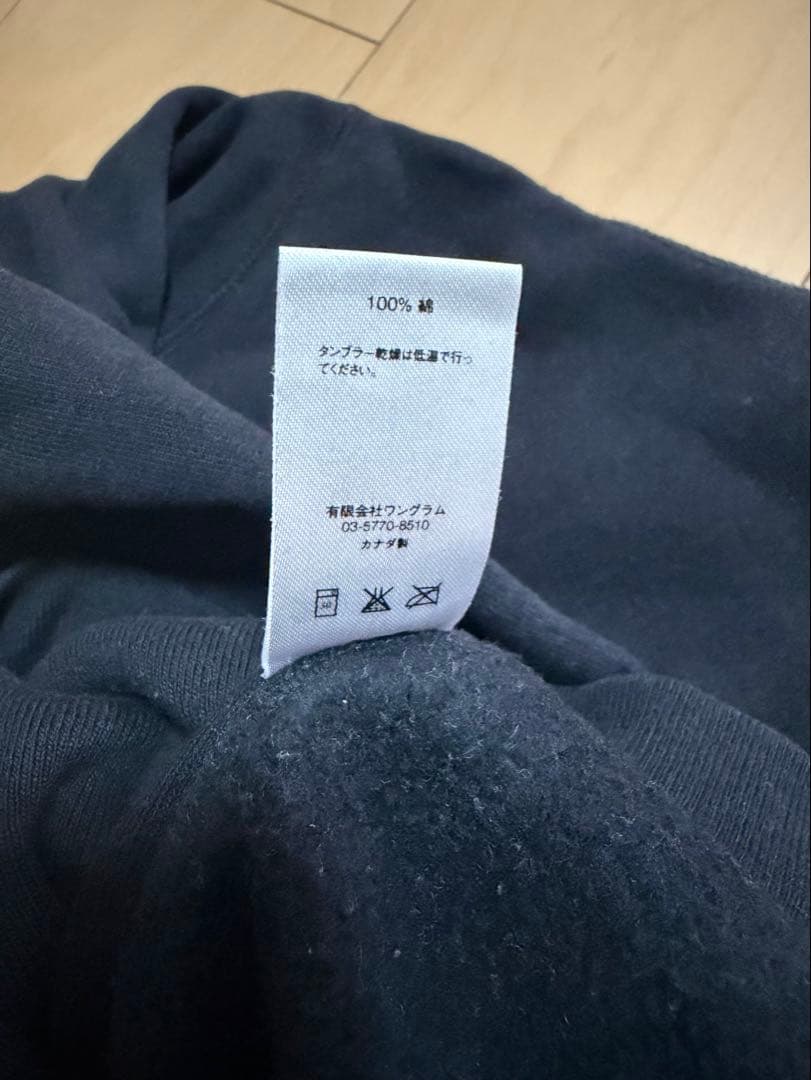 100% 綿
タンブラー乾燥は低温で行っ
てください。
有限会社ワングラム
03-5770-8510
カナダ製